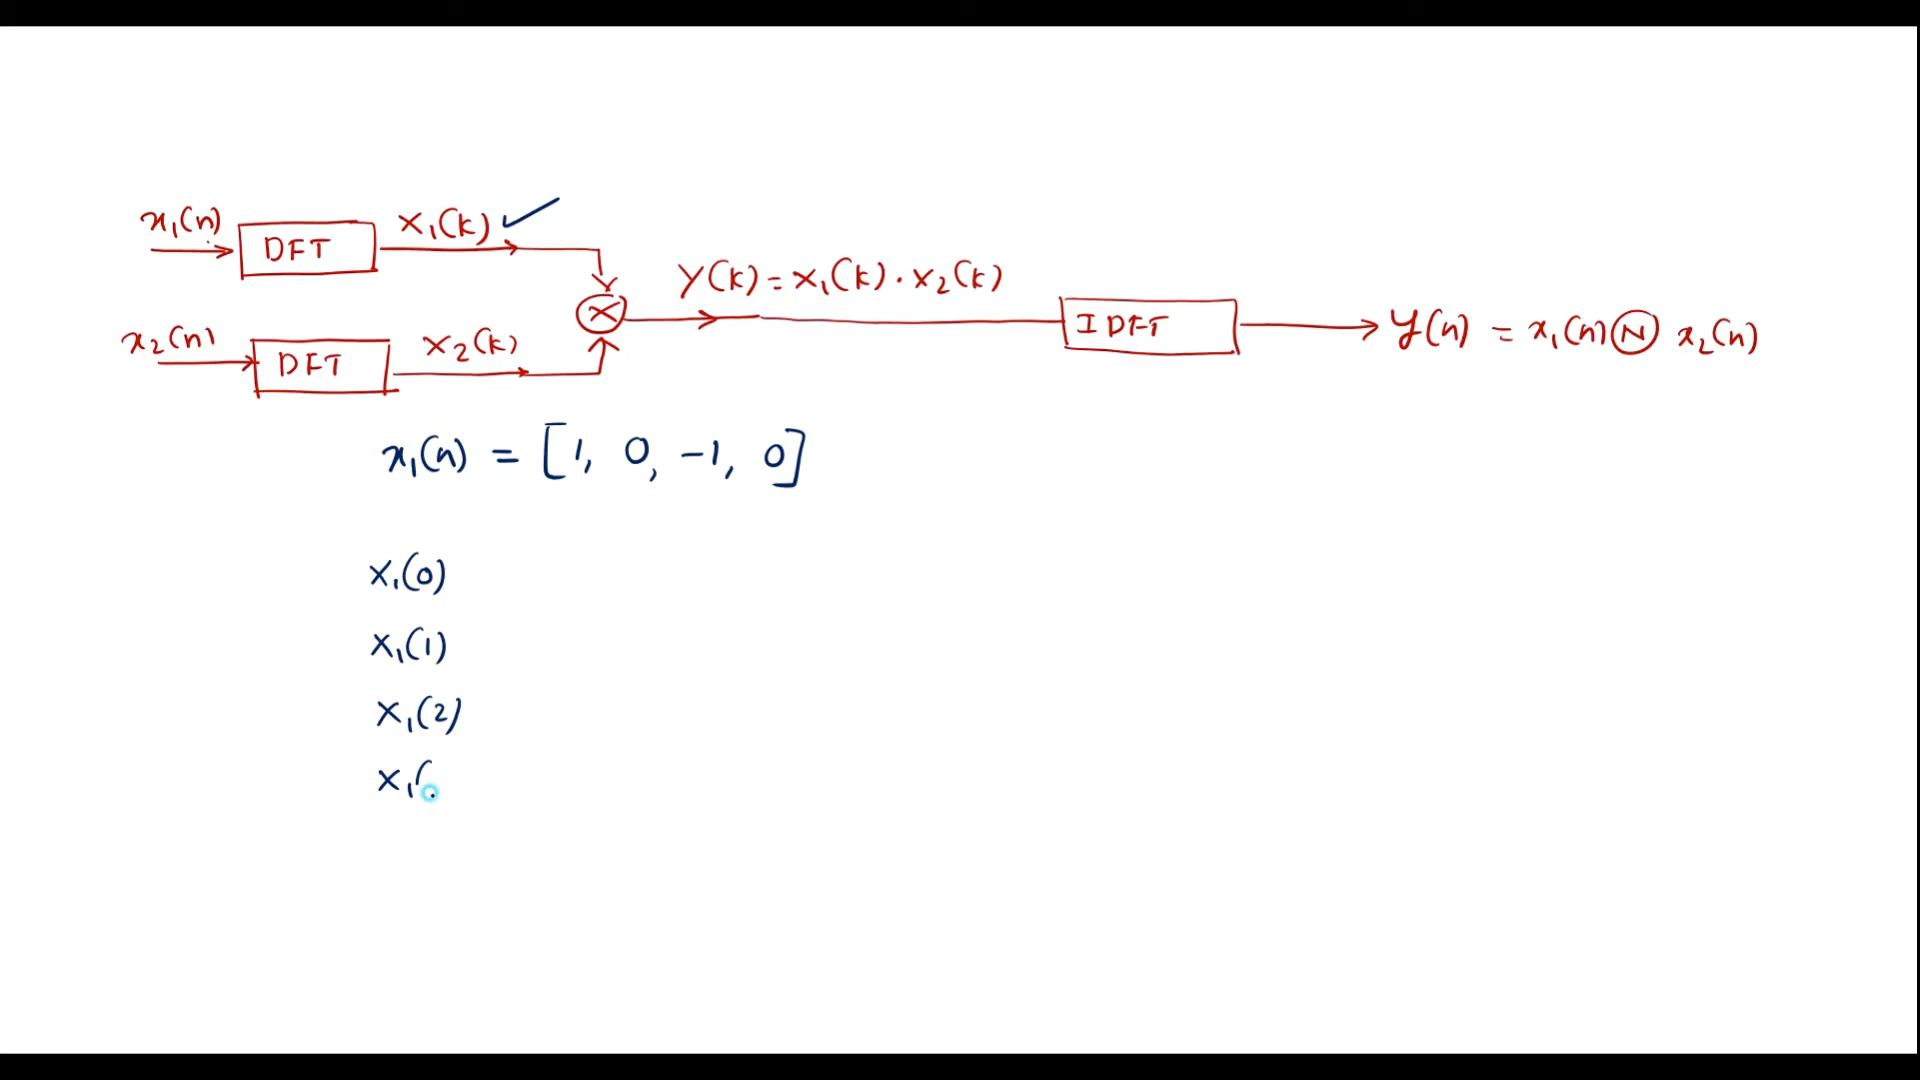 x₁(n) DFT X₁(k) ✓
Y(k) = X₁(k) · X₂(k)
x₂(n) DFT X₂(k) × IDFT y(n) = x₁(n) Ⓝ x₂(n)
x₁(n) = [1, 0, -1, 0]
X₁(0)
X₁(1)
X₁(2)
X₁(